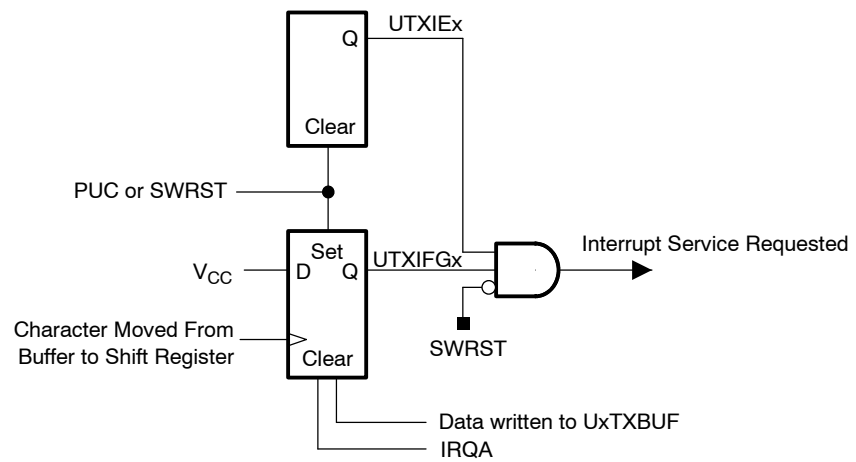 UTXIEx
Q
Clear
PUC or SWRST
Set
VCC
D
Q
UTXIFGx
Interrupt Service Requested
Character Moved From
Buffer to Shift Register
Clear
SWRST
Data written to UxTXBUF
IRQA